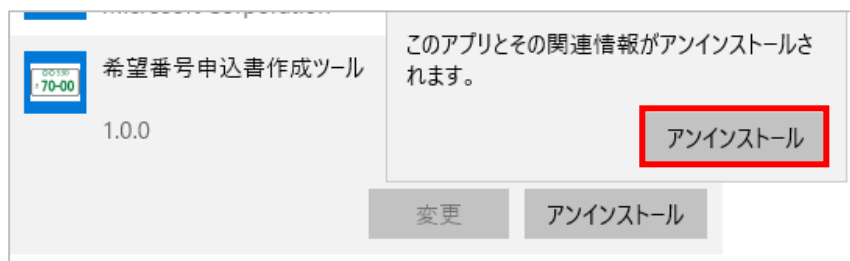 希望番号申込書作成ツール
70-00
1.0.0
このアプリとその関連情報がアンインストールさ
れます。
アンインストール
変更
アンインストール